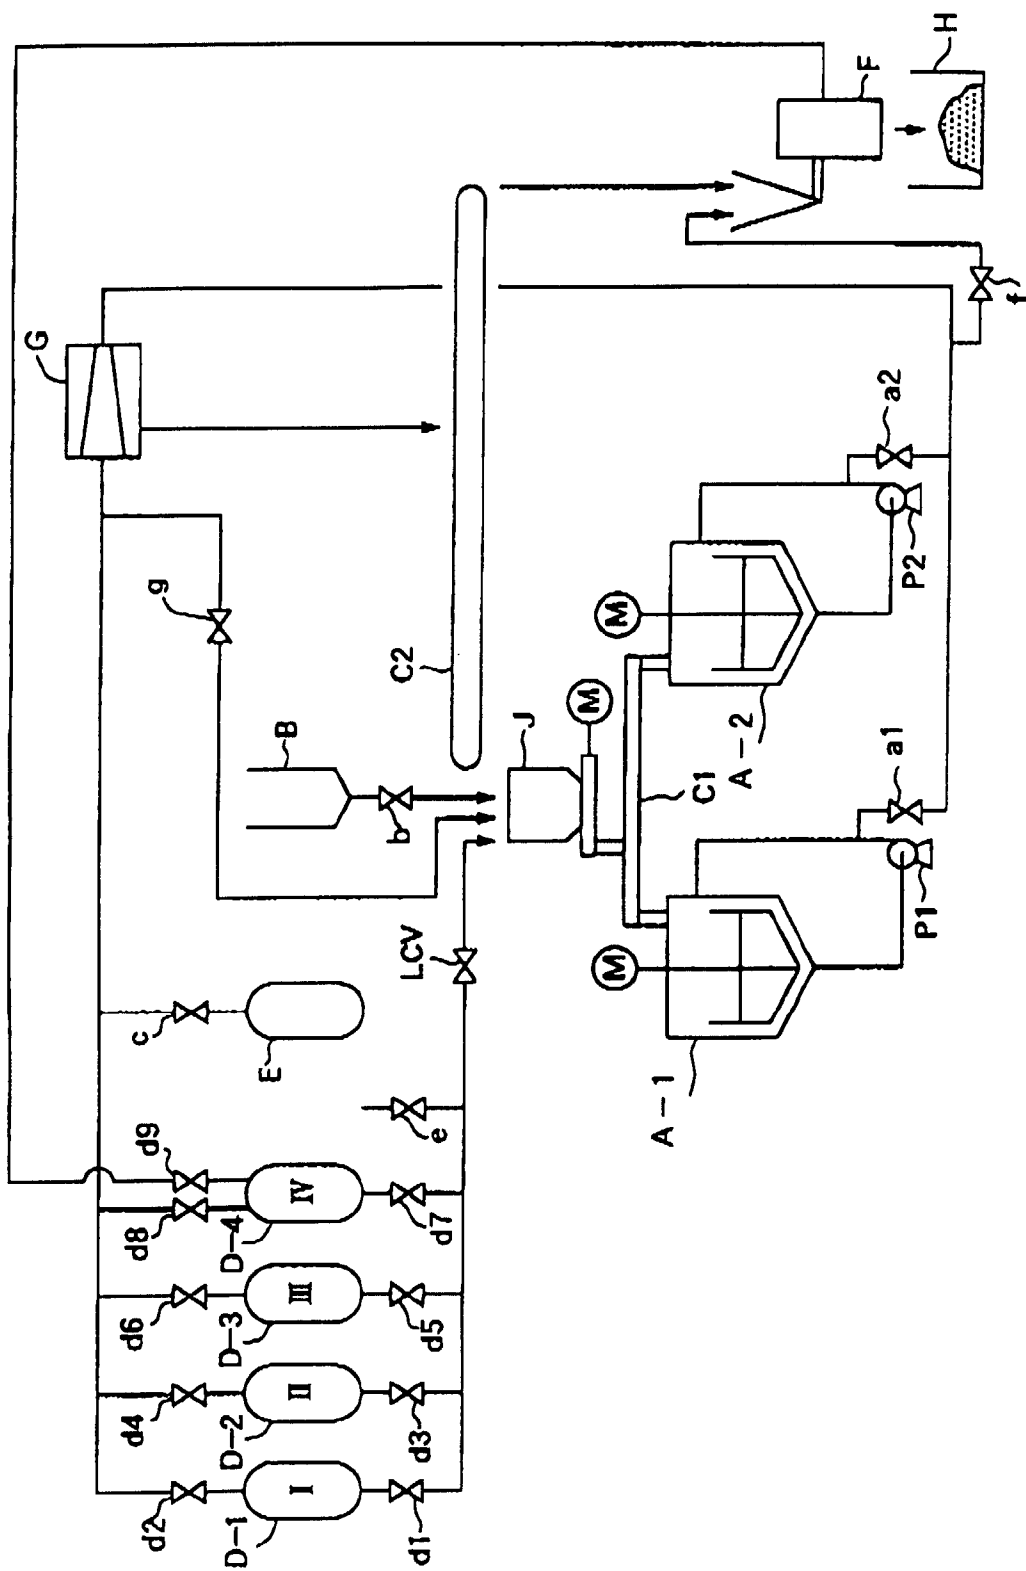 d2
d4
d6
d8
d9
c
g
G
D-1
I
D-2
II
D-3
III
D-4
IV
E
B
b
d1
d3
d5
d7
e
LCV
C2
J
M
M
M
C1
A-1
A-2
P1
a1
P2
a2
f
F
H